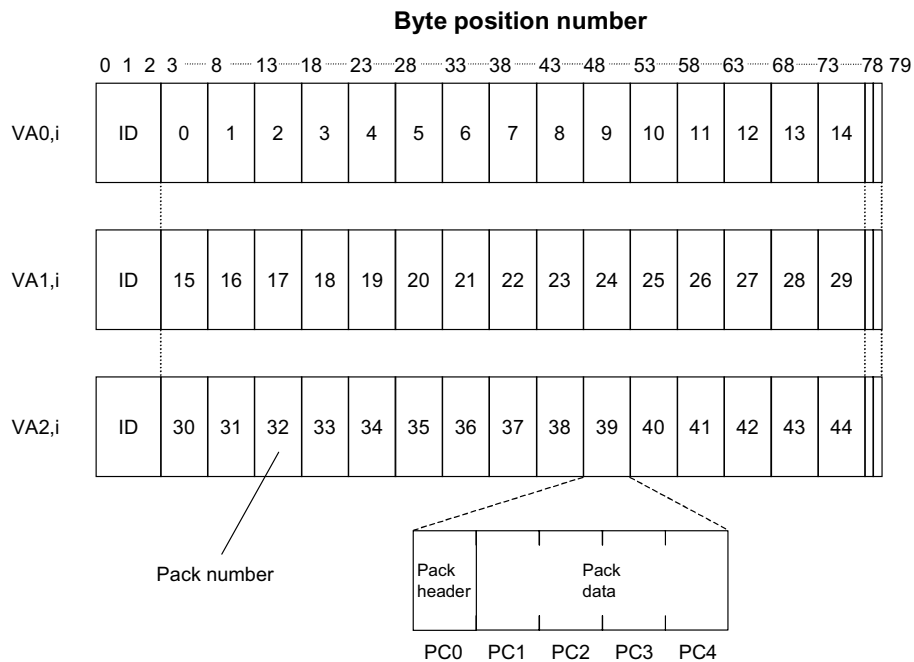 Byte position number
0 1 2 3 8 13 18 23 28 33 38 43 48 53 58 63 68 73 78 79
VA0,i ID 0 1 2 3 4 5 6 7 8 9 10 11 12 13 14
VA1,i ID 15 16 17 18 19 20 21 22 23 24 25 26 27 28 29
VA2,i ID 30 31 32 33 34 35 36 37 38 39 40 41 42 43 44
Pack number
Pack header
Pack data
PC0 PC1 PC2 PC3 PC4